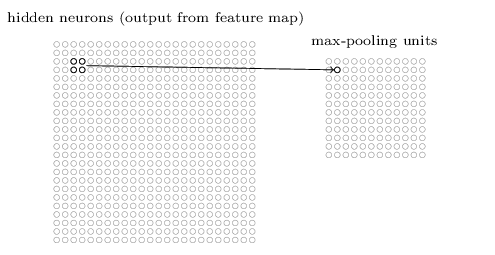 hidden neurons (output from feature map)
max-pooling units